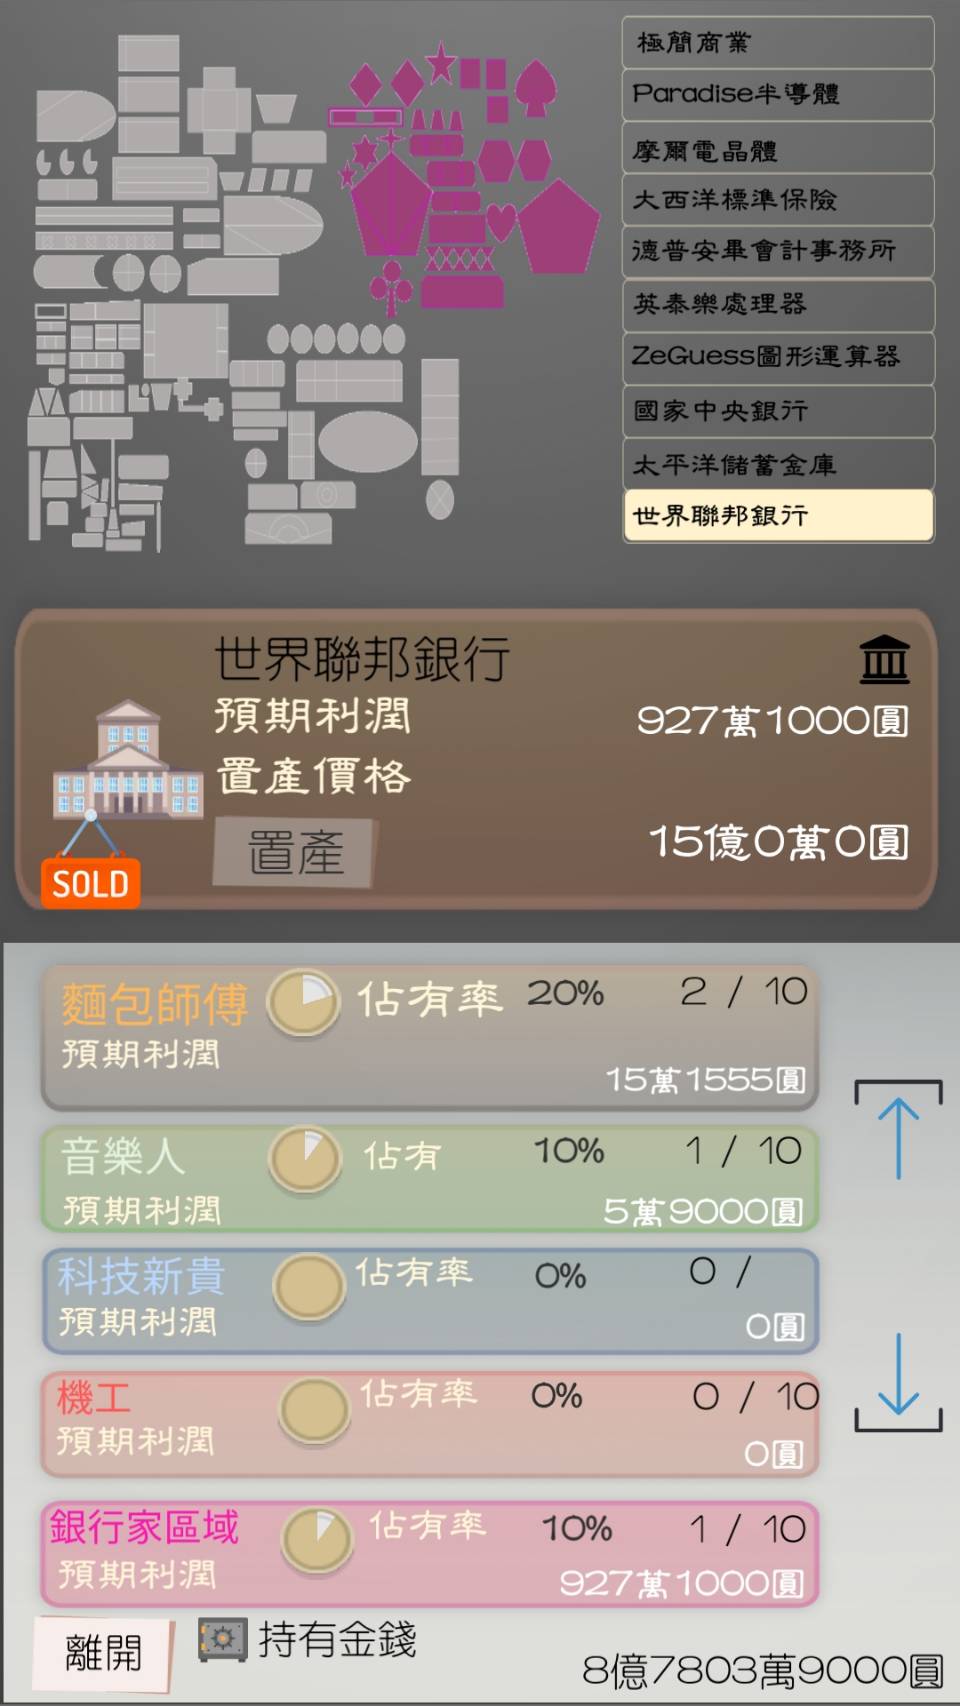 極簡商業
Paradise半導體
摩爾電晶體
大西洋標準保險
德普安畢會計事務所
英泰樂處理器
ZeGuess圖形運算器
國家中央銀行
太平洋儲蓄金庫
世界聯邦銀行
世界聯邦銀行
預期利潤 927萬1000圓
置產價格
15億0萬0圓
置產
SOLD
麵包師傅 佔有率 20% 2 / 10
預期利潤
15萬1555圓
音樂人 佔有 10% 1 / 10
預期利潤 5萬9000圓
科技新貴 佔有率 0% 0 /
預期利潤 0圓
機工 佔有率 0% 0 / 10
預期利潤 0圓
銀行家區域 佔有率 10% 1 / 10
預期利潤 927萬1000圓
離開 持有金錢
8億7803萬9000圓